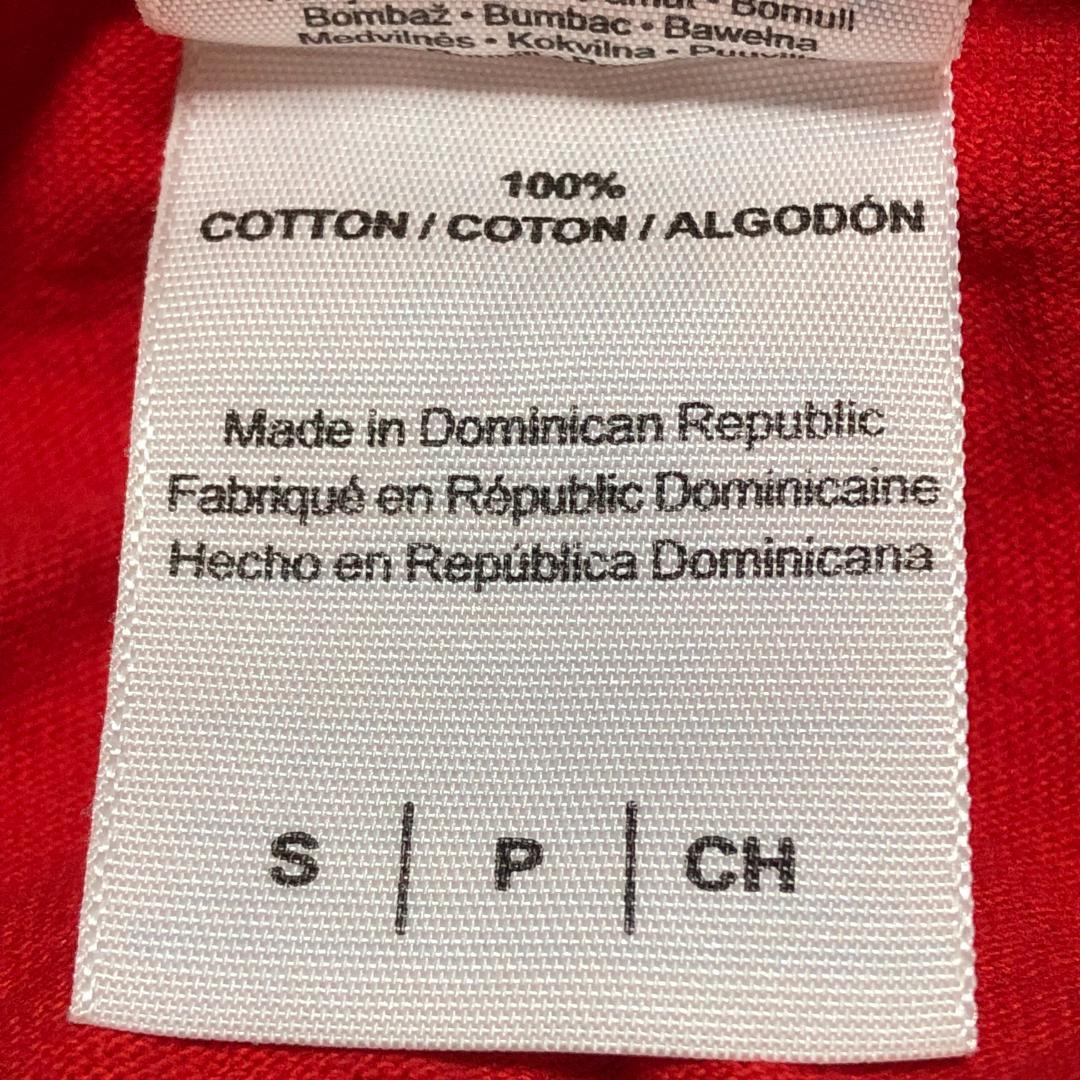 Bomull
Bombaž • Bumbac • Bawełna
Medvilnės • Kokvilna •
100%
COTTON / COTON / ALGODÓN
Made in Dominican Republic
Fabriqué en Républic Dominicaine
Hecho en República Dominicana
S | P | CH